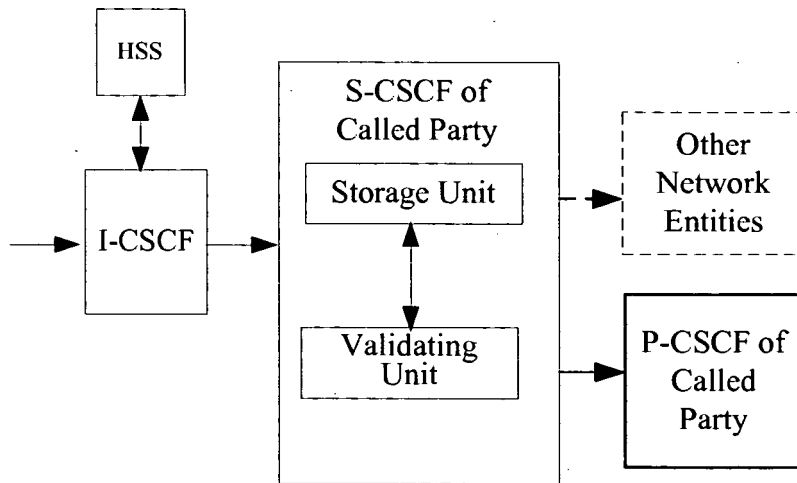 HSS
I-CSCF
S-CSCF of
Called Party
Storage Unit
Validating
Unit
Other
Network
Entities
P-CSCF of
Called
Party